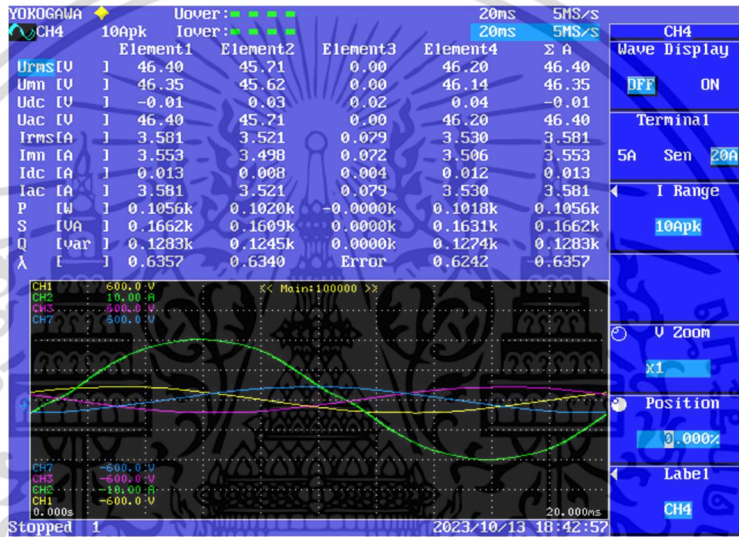 YOKOGAWA Uover: 20ms 5MS/s
CH4 10Apk Iover: 20ms 5MS/s CH4
Element1 Element2 Element3 Element4 Σ A
Urms[V ] 46.40 45.71 0.00 46.20 46.40
Umn [V ] 46.35 45.62 0.00 46.14 46.35
Udc [V ] -0.01 0.03 0.02 0.04 -0.01
Uac [V ] 46.40 45.71 0.00 46.20 46.40
Irms[A ] 3.581 3.521 0.079 3.530 3.581
Imn [A ] 3.553 3.498 0.072 3.506 3.553
Idc [A ] 0.013 0.008 0.004 0.012 0.013
Iac [A ] 3.581 3.521 0.079 3.530 3.581
P [W ] 0.1056k 0.1020k -0.0000k 0.1018k 0.1056k
S [VA ] 0.1662k 0.1609k 0.0000k 0.1631k 0.1662k
Q [var ] 0.1283k 0.1245k 0.0000k 0.1274k 0.1283k
λ [ ] 0.6357 0.6340 Error 0.6242 0.6357
CH1 600.0 V << Main:100000 >>
CH2 10.00 A
CH3 600.0 V
CH7 600.0 V
CH7 -600.0 V
CH3 -600.0 V
CH2 -10.00 A
CH1 -600.0 V
0.000s 20.000ms
Stopped 1 2023/10/13 18:42:57
Wave Display
OFF ON
Terminal
5A Sen 20A
I Range
10Apk
V Zoom
x1
Position
0.000%
Label
CH4